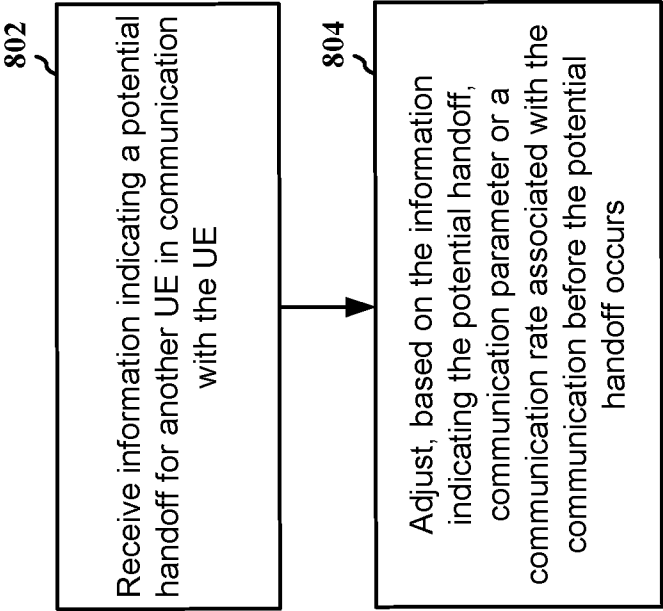 802
Receive information indicating a potential
handoff for another UE in communication
with the UE
804
Adjust, based on the information
indicating the potential handoff,
communication parameter or a
communication rate associated with the
communication before the potential
handoff occurs